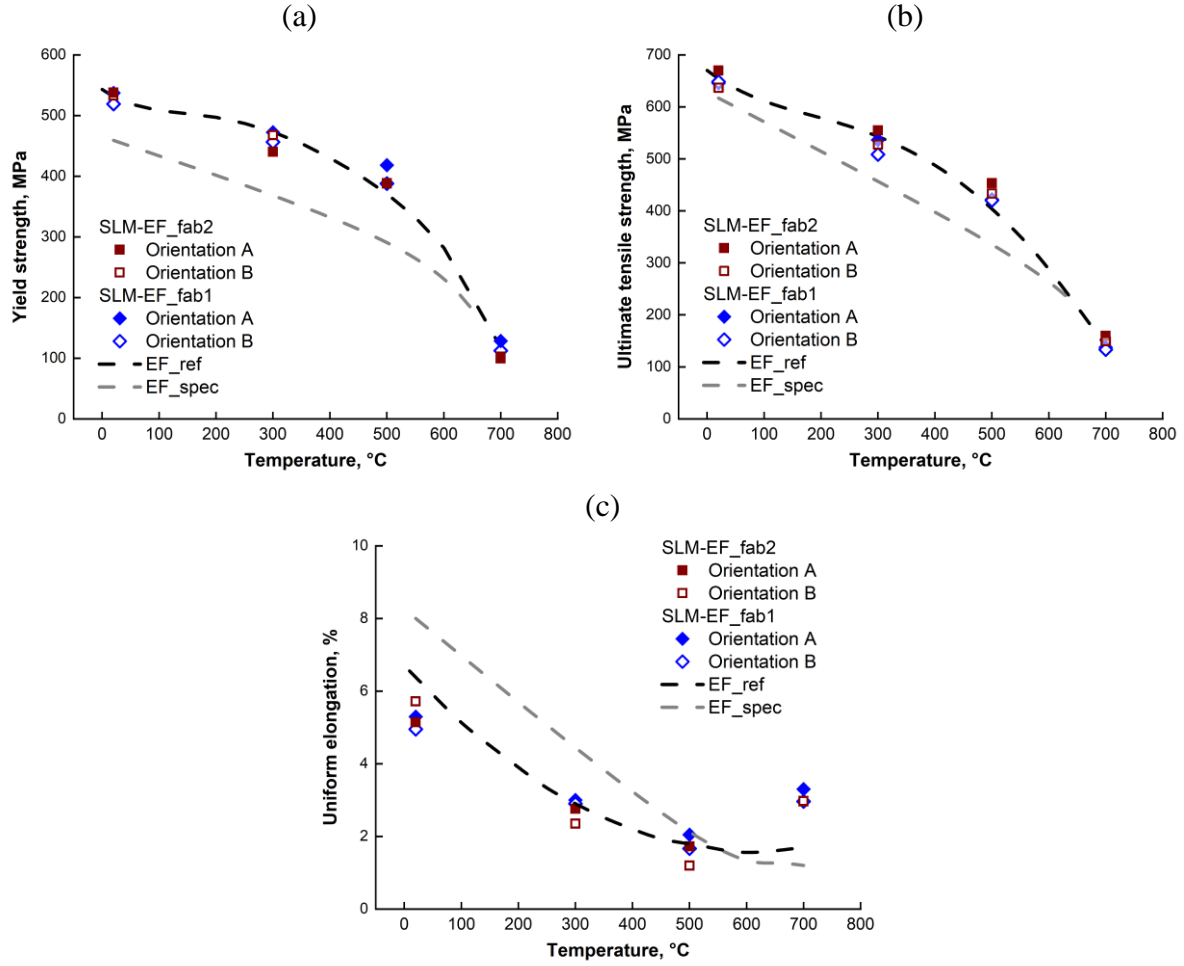 (a)
600
500
400
300
200
100
0
Yield strength, MPa
SLM-EF_fab2
Orientation A
Orientation B
SLM-EF_fab1
Orientation A
Orientation B
EF_ref
EF_spec
0 100 200 300 400 500 600 700 800
Temperature, °C
(b)
700
600
500
400
300
200
100
0
Ultimate tensile strength, MPa
SLM-EF_fab2
Orientation A
Orientation B
SLM-EF_fab1
Orientation A
Orientation B
EF_ref
EF_spec
0 100 200 300 400 500 600 700 800
Temperature, °C
(c)
10
8
6
4
2
0
Uniform elongation, %
SLM-EF_fab2
Orientation A
Orientation B
SLM-EF_fab1
Orientation A
Orientation B
EF_ref
EF_spec
0 100 200 300 400 500 600 700 800
Temperature, °C